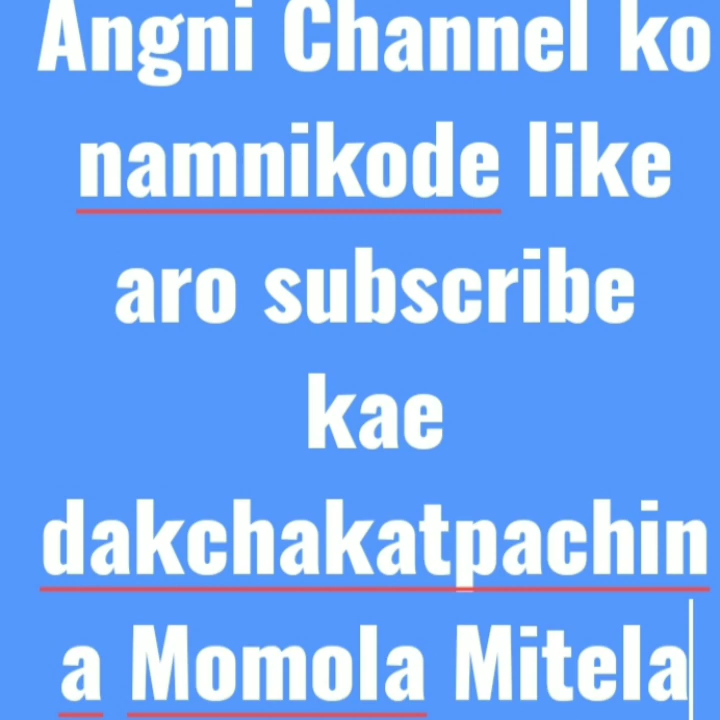 Angni Channel ko
namnikode like
aro subscribe
kae
dakchakatpachin
a Momola Mitela